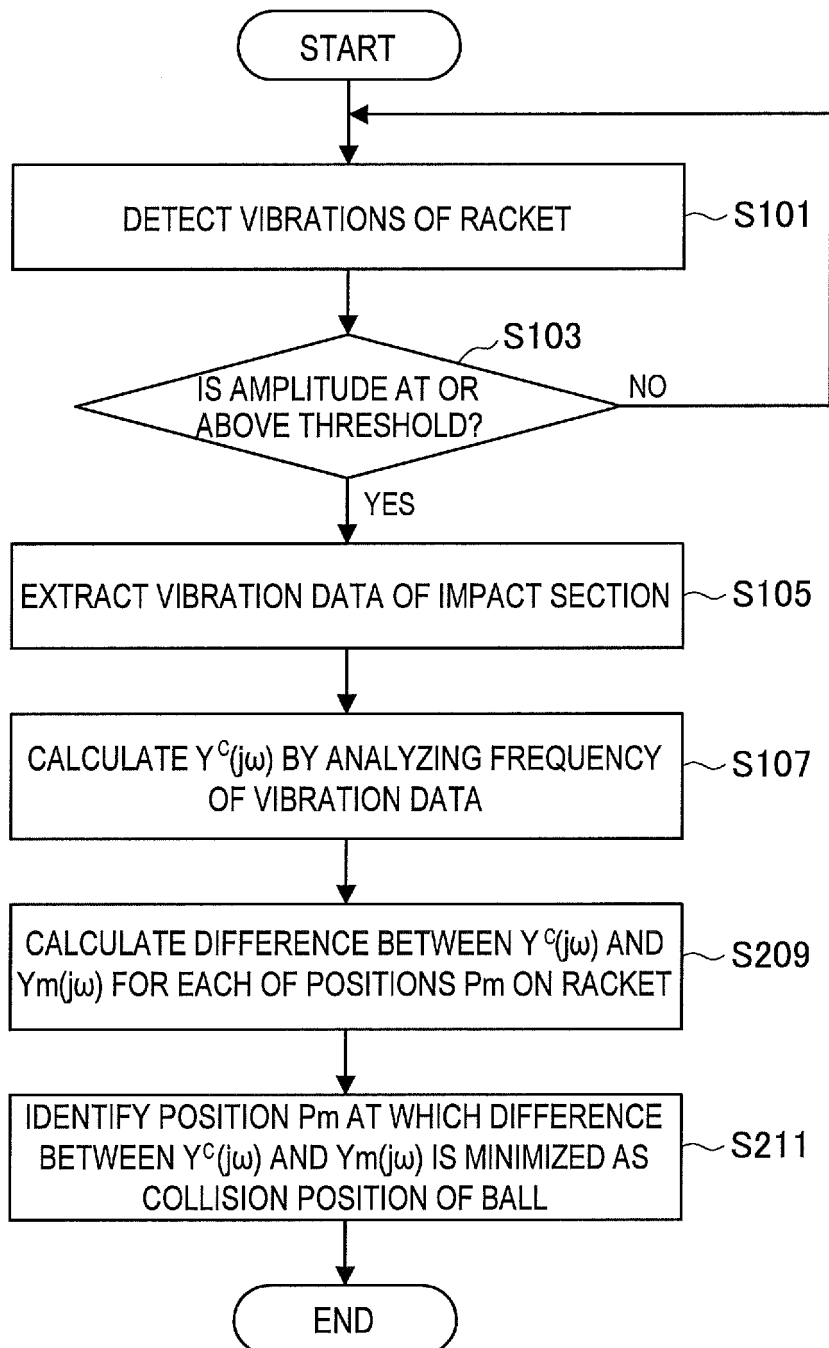 START
DETECT VIBRATIONS OF RACKET
S101
S103
IS AMPLITUDE AT OR
ABOVE THRESHOLD?
NO
YES
EXTRACT VIBRATION DATA OF IMPACT SECTION
S105
CALCULATE Yᶜ(jω) BY ANALYZING FREQUENCY
OF VIBRATION DATA
S107
CALCULATE DIFFERENCE BETWEEN Yᶜ(jω) AND
Ym(jω) FOR EACH OF POSITIONS Pm ON RACKET
S209
IDENTIFY POSITION Pm AT WHICH DIFFERENCE
BETWEEN Yᶜ(jω) AND Ym(jω) IS MINIMIZED AS
COLLISION POSITION OF BALL
S211
END